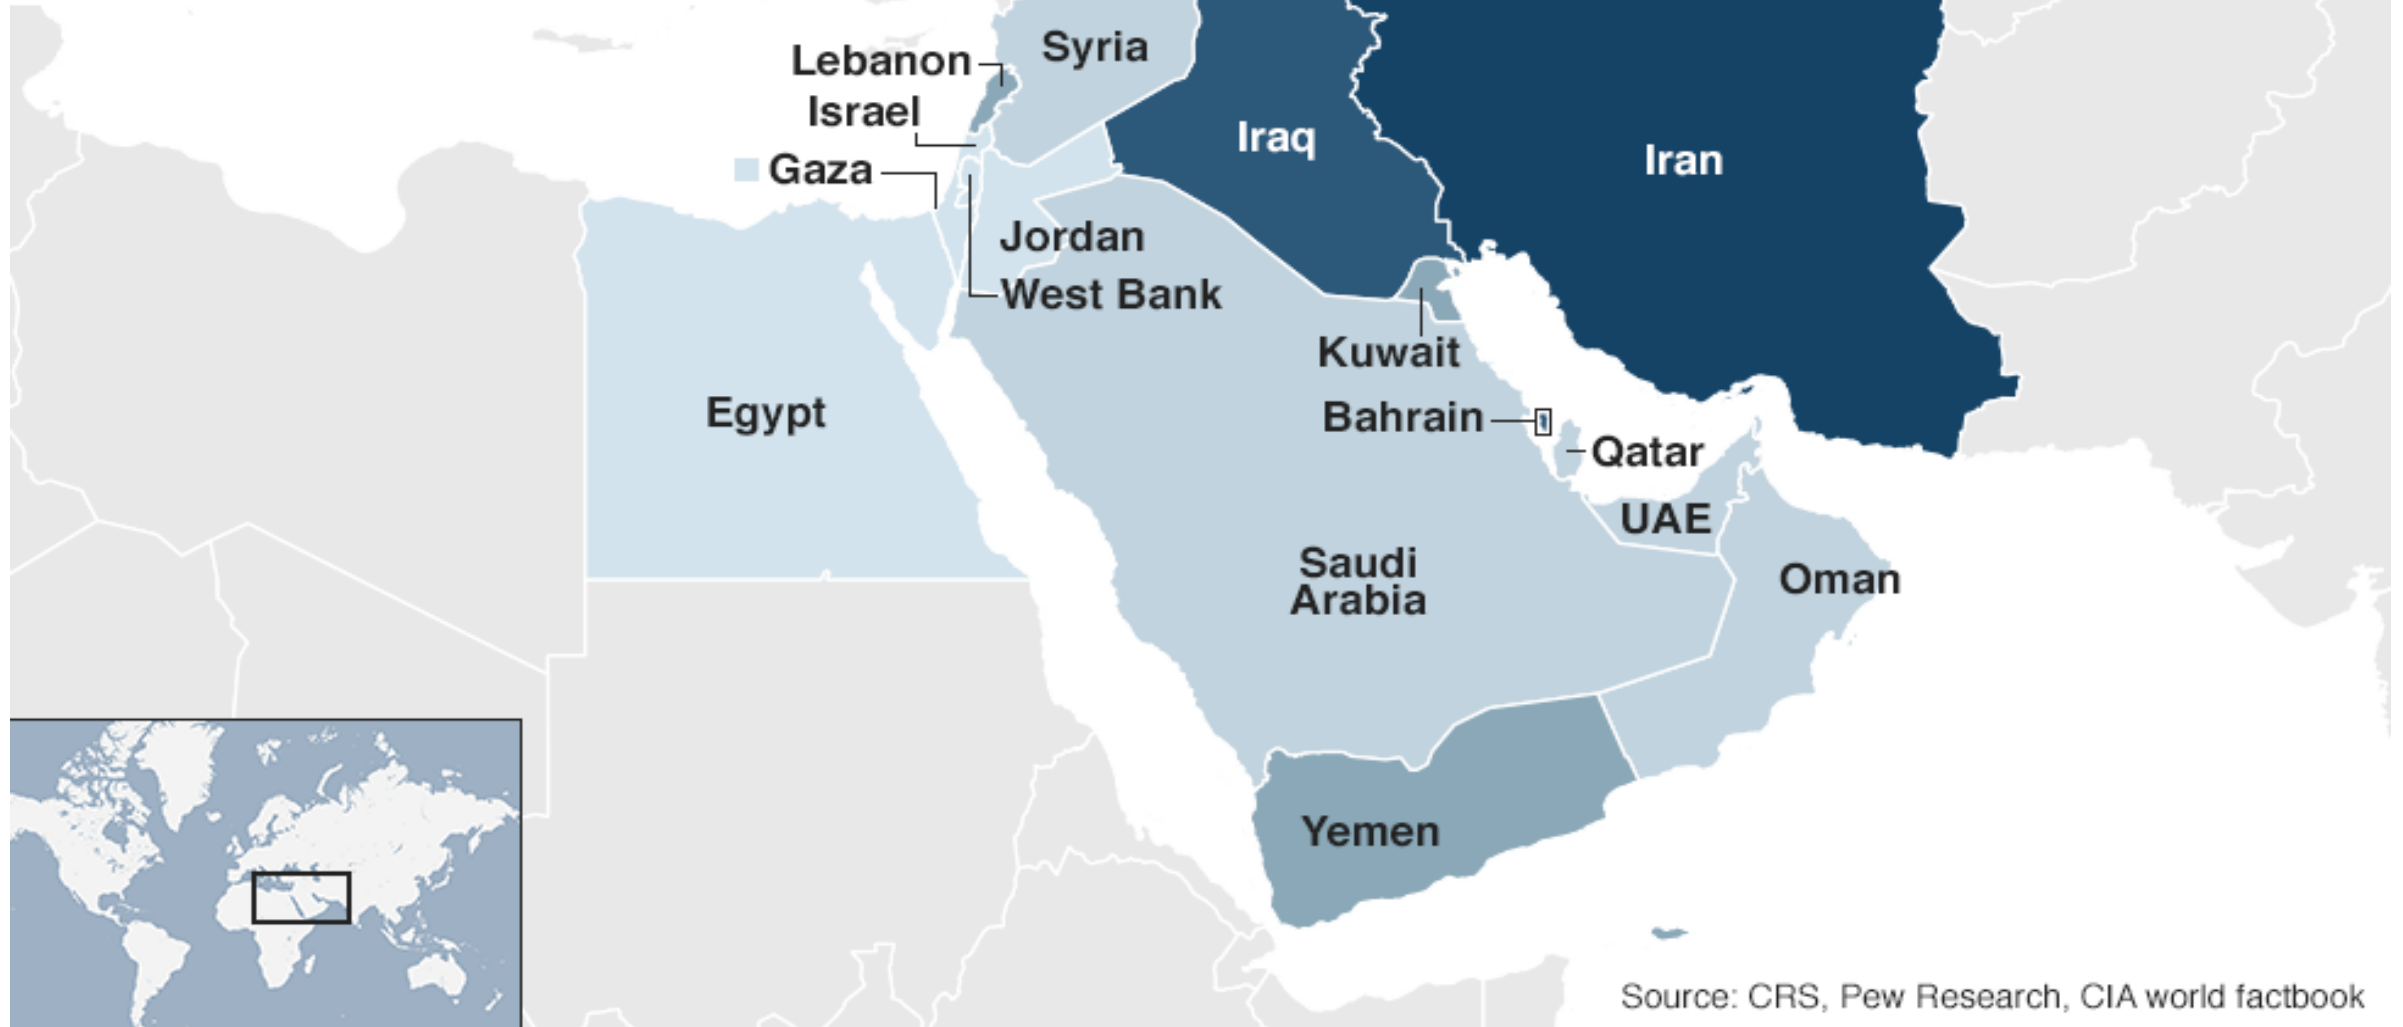 Syria
Lebanon
Israel
Gaza
Iraq
Iran
Jordan
West Bank
Kuwait
Egypt
Bahrain
Qatar
UAE
Saudi
Arabia
Oman
Yemen
Source: CRS, Pew Research, CIA world factbook